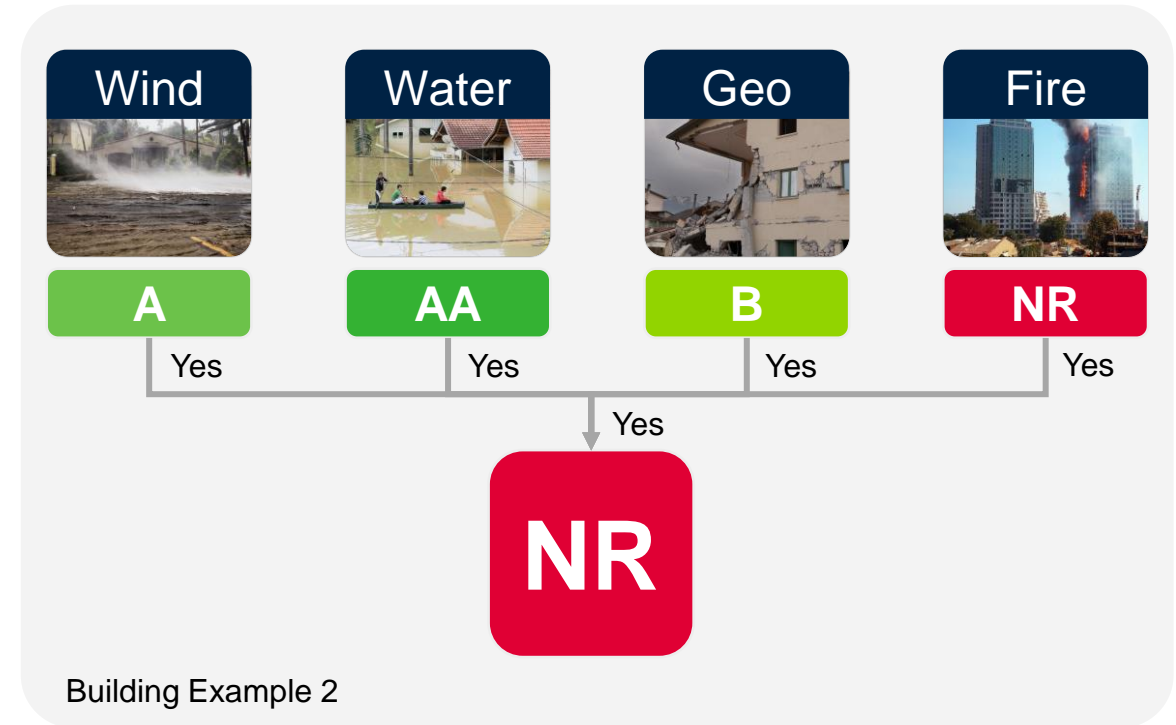 Wind Water Geo Fire
A AA B NR
Yes Yes Yes Yes
Yes
NR
Building Example 2